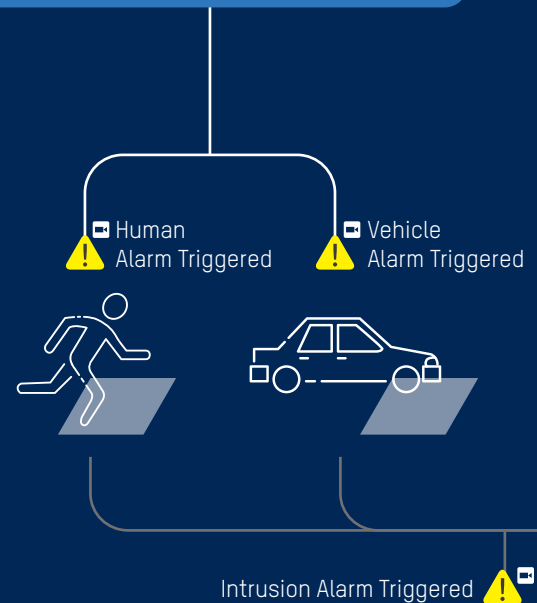 Human
Alarm Triggered
Vehicle
Alarm Triggered
Intrusion Alarm Triggered